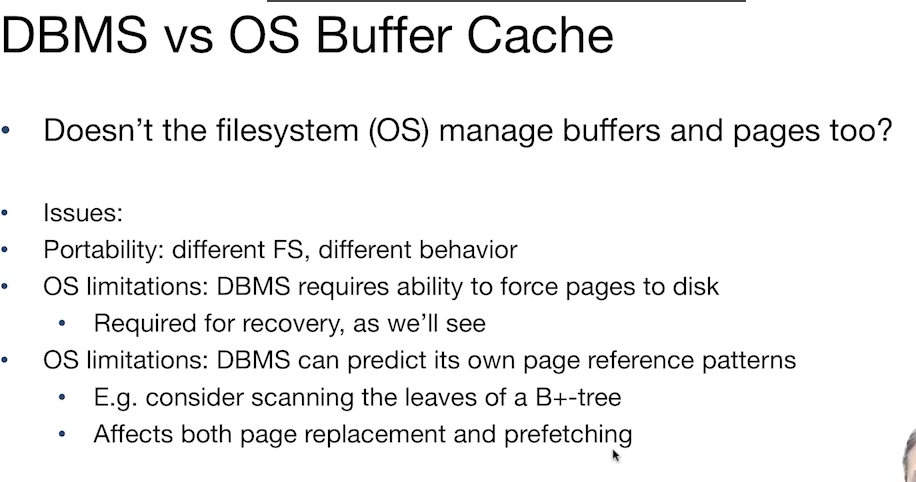 DBMS vs OS Buffer Cache
• Doesn't the filesystem (OS) manage buffers and pages too?
• Issues:
• Portability: different FS, different behavior
• OS limitations: DBMS requires ability to force pages to disk
• Required for recovery, as we'll see
• OS limitations: DBMS can predict its own page reference patterns
• E.g. consider scanning the leaves of a B+-tree
• Affects both page replacement and prefetching